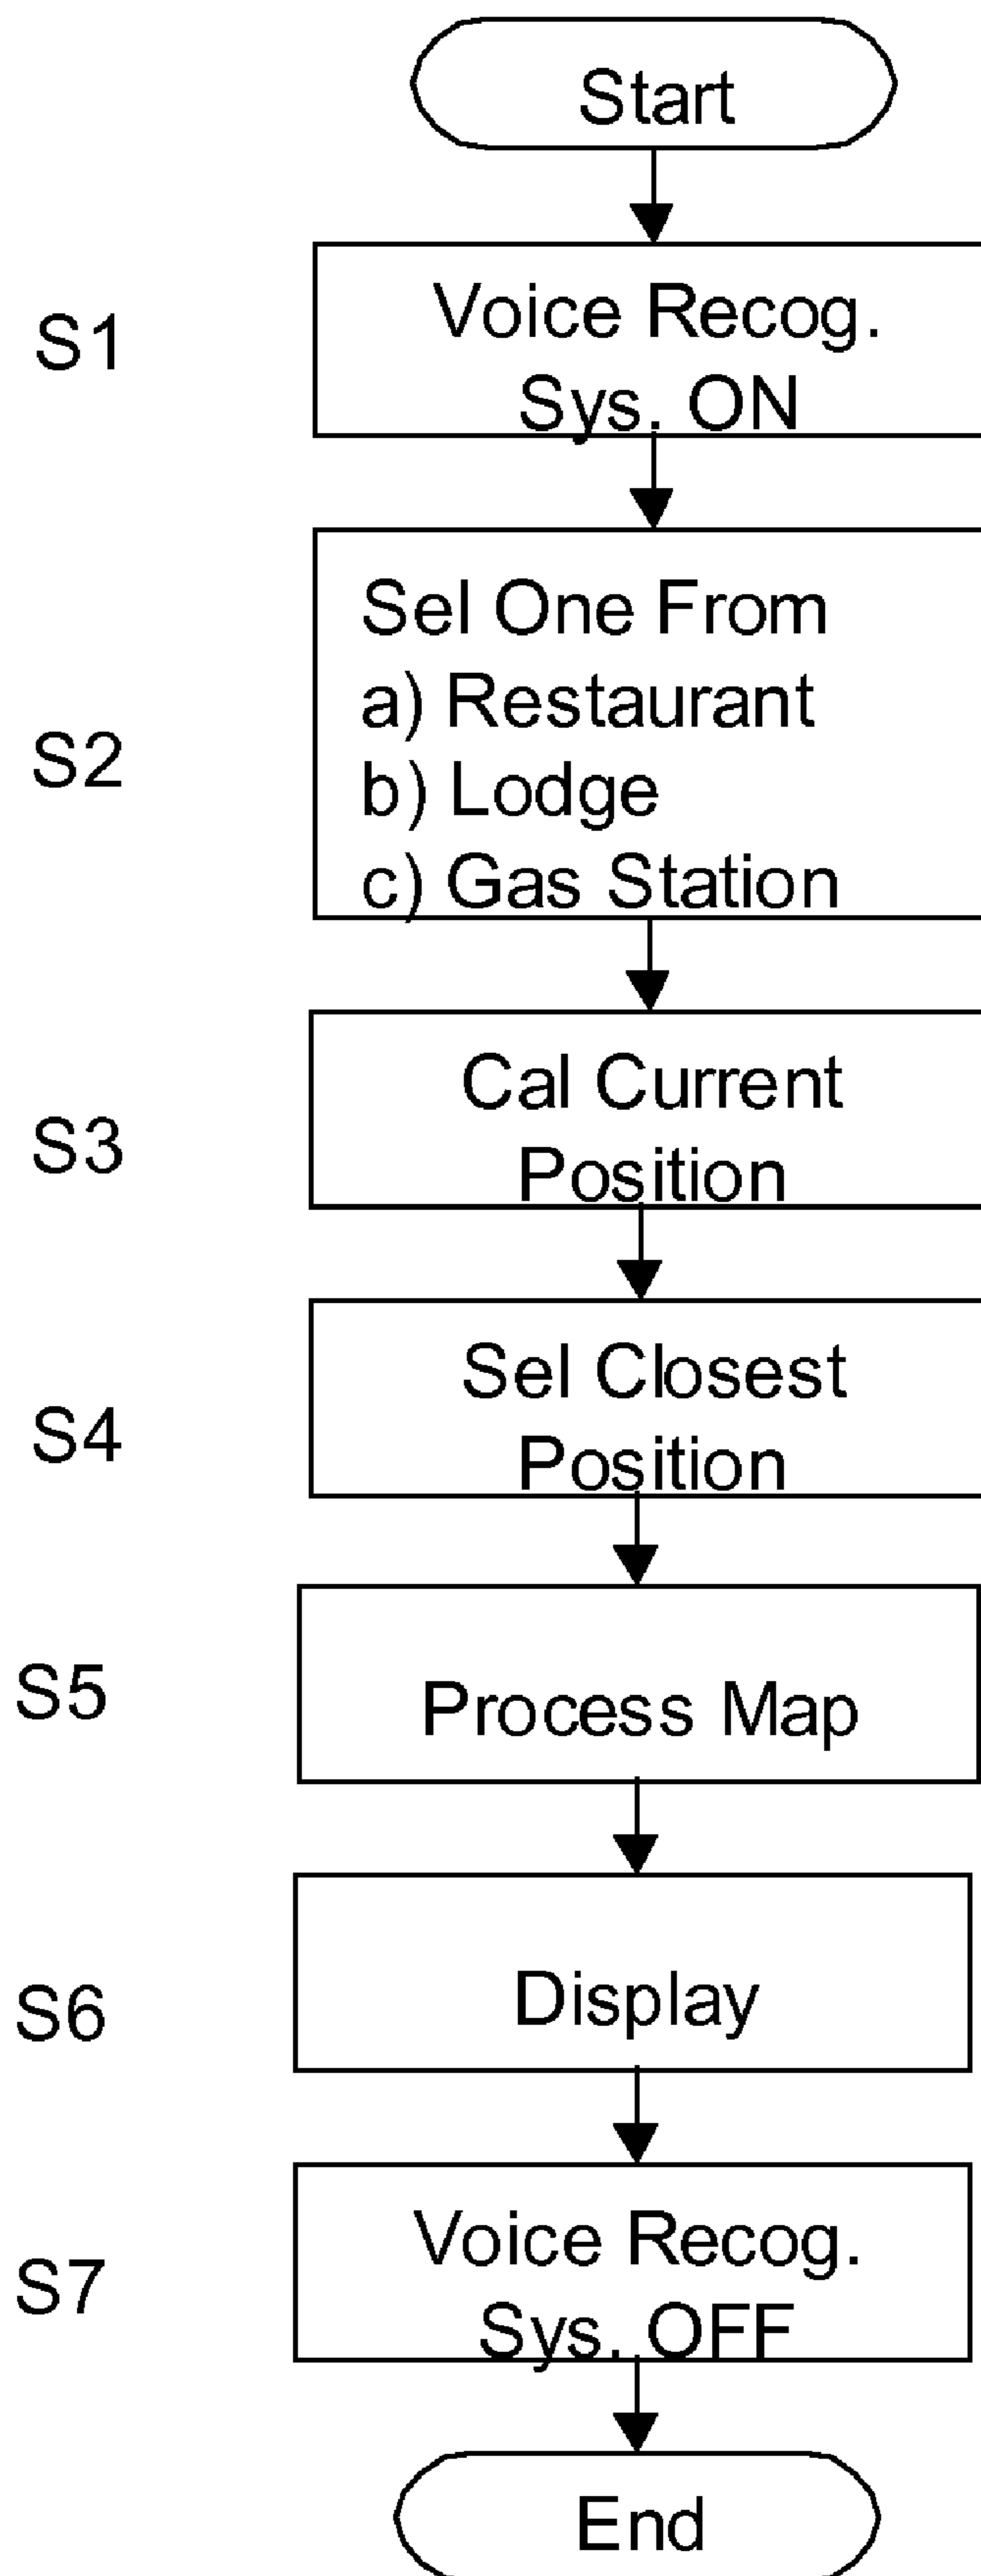 Start
S1
Voice Recog.
Sys. ON
S2
Sel One From
a) Restaurant
b) Lodge
c) Gas Station
S3
Cal Current
Position
S4
Sel Closest
Position
S5
Process Map
S6
Display
S7
Voice Recog.
Sys. OFF
End